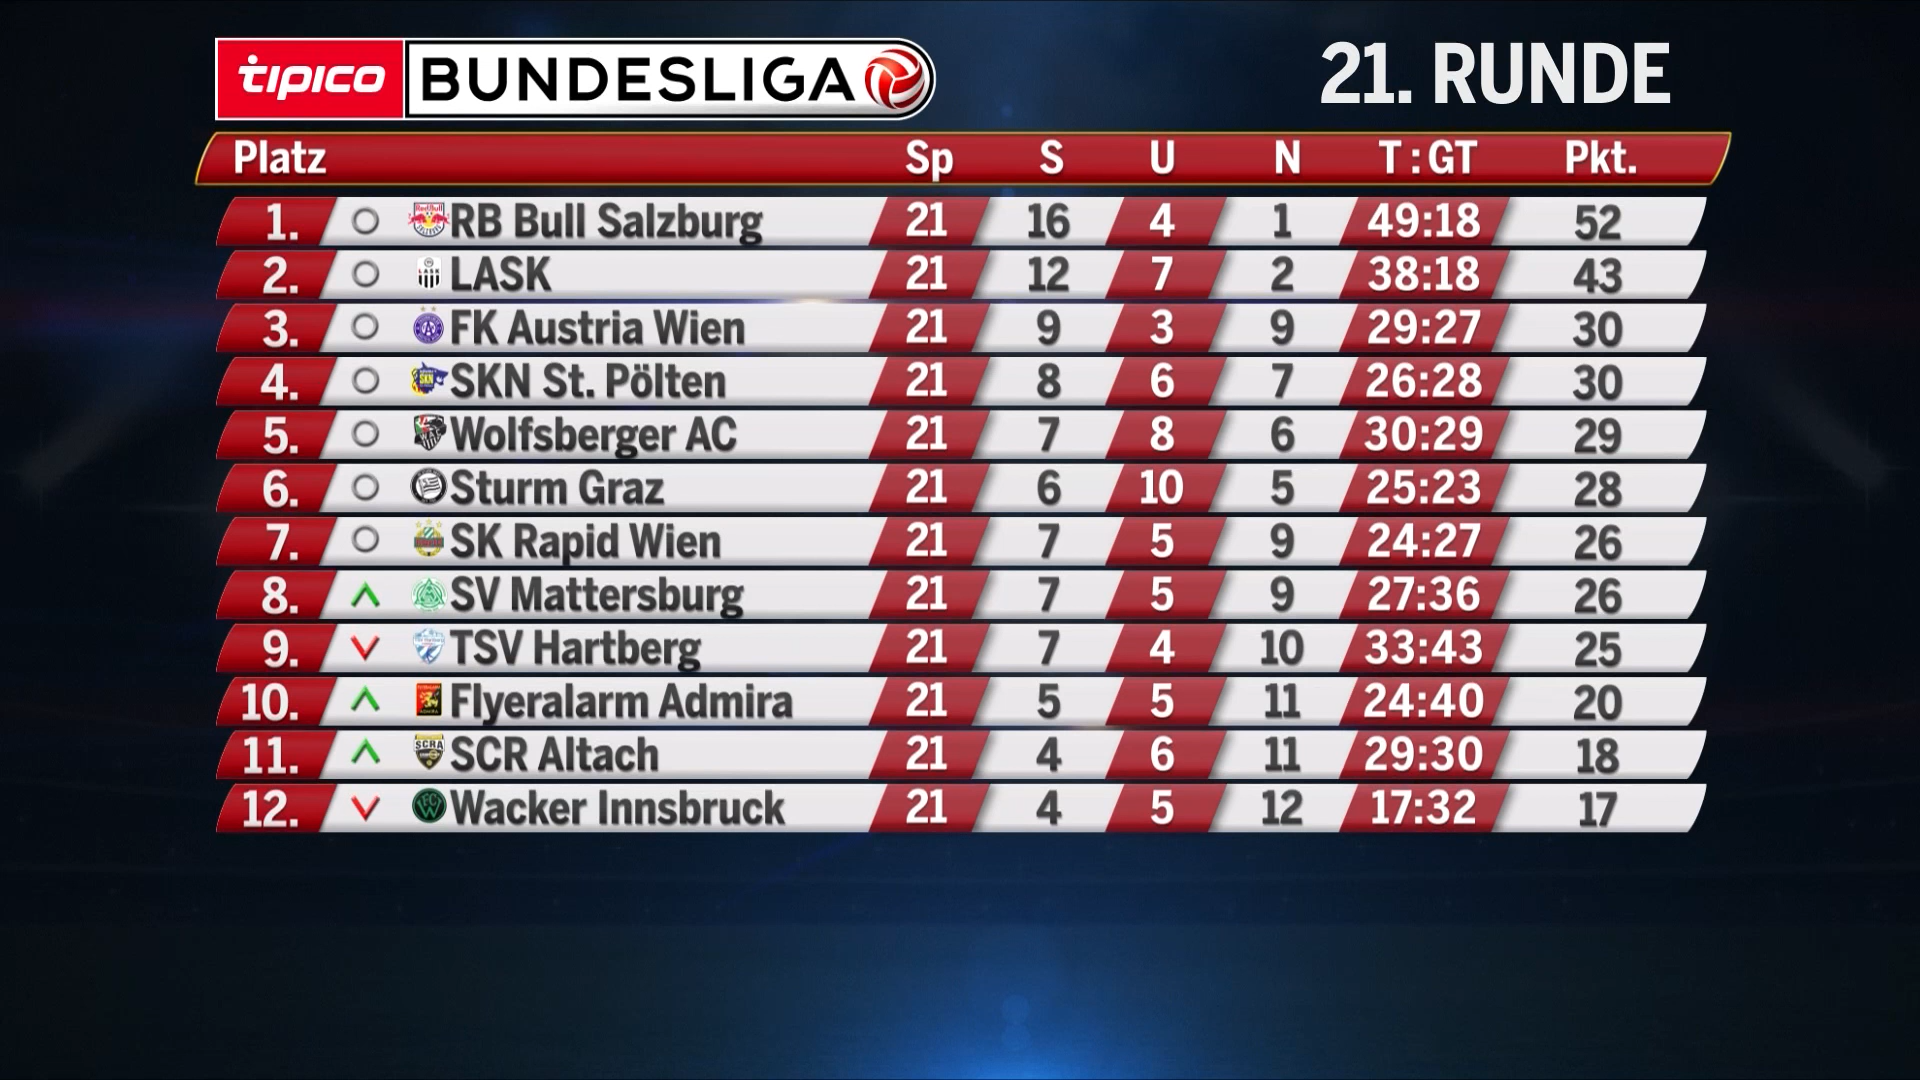 tipico BUNDESLIGA 21. RUNDE
Platz Sp S U N T:GT Pkt.
1. RB Bull Salzburg 21 16 4 1 49:18 52
2. LASK 21 12 7 2 38:18 43
3. FK Austria Wien 21 9 3 9 29:27 30
4. SKN St. Pölten 21 8 6 7 26:28 30
5. Wolfsberger AC 21 7 8 6 30:29 29
6. Sturm Graz 21 6 10 5 25:23 28
7. SK Rapid Wien 21 7 5 9 24:27 26
8. SV Mattersburg 21 7 5 9 27:36 26
9. TSV Hartberg 21 7 4 10 33:43 25
10. Flyeralarm Admira 21 5 5 11 24:40 20
11. SCR Altach 21 4 6 11 29:30 18
12. Wacker Innsbruck 21 4 5 12 17:32 17